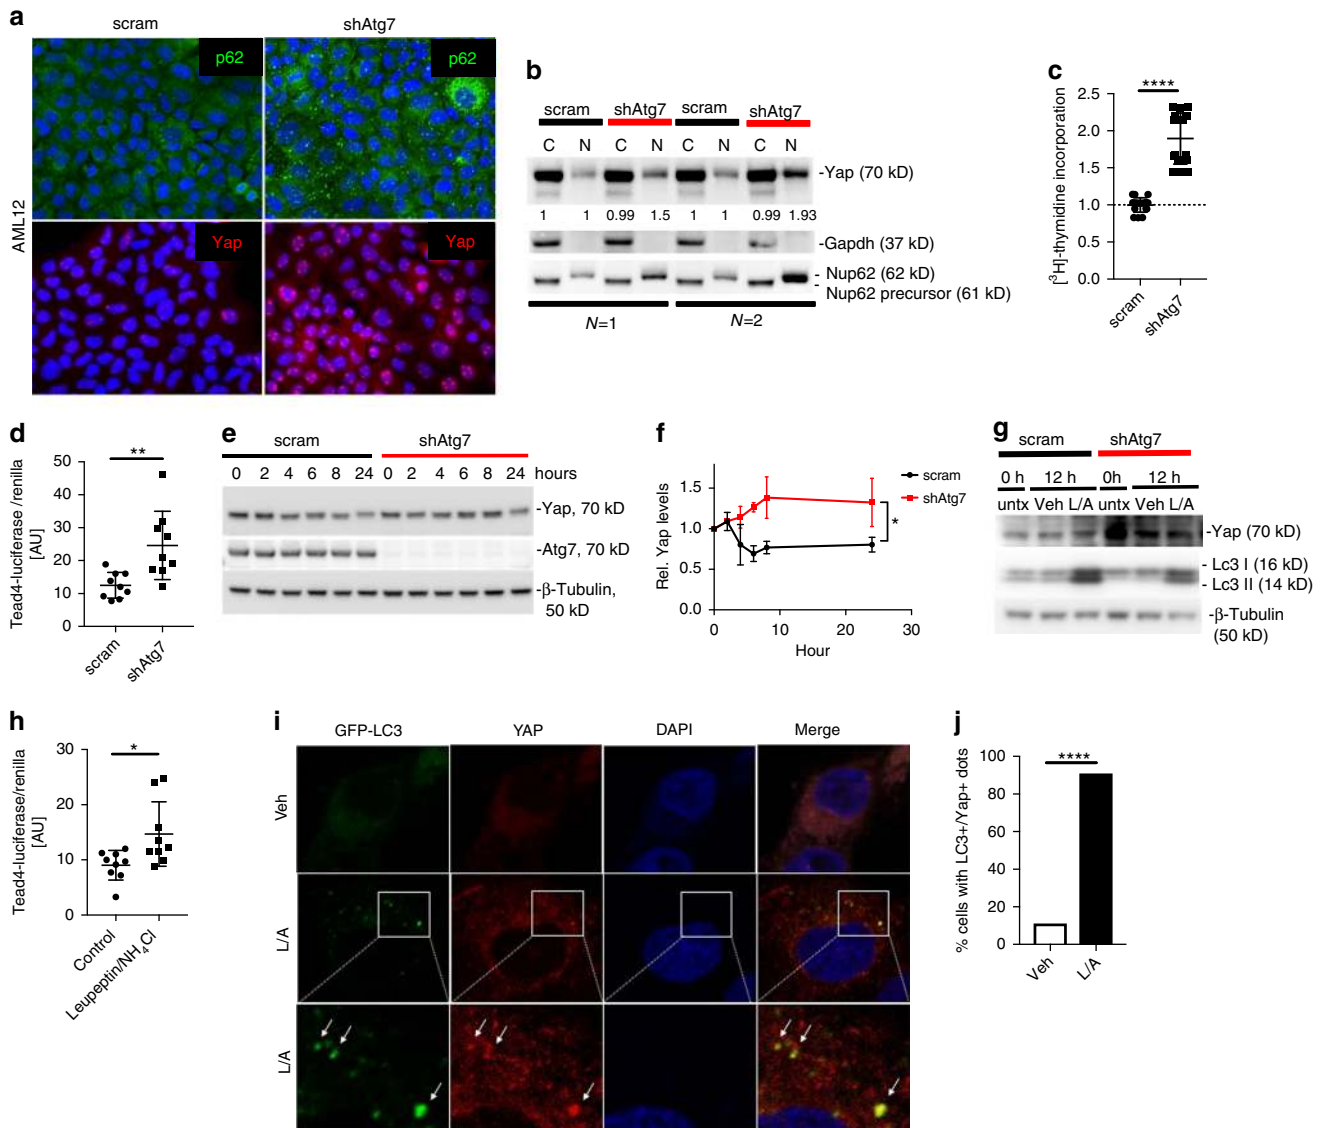 a
scram
shAtg7
p62
p62
AML12
Yap
Yap
b
scram
shAtg7
scram
shAtg7
C N C N C N C N
-Yap (70 kD)
1 1 0.99 1.5 1 1 0.99 1.93
-Gapdh (37 kD)
- Nup62 (62 kD)
- Nup62 precursor (61 kD)
N=1
N=2
c
[³H]-thymidine incorporation
****
2.5
2.0
1.5
1.0
0.5
0.0
scram
shAtg7
d
Tead4-luciferase /renilla
[AU]
**
50
40
30
20
10
0
scram
shAtg7
e
scram
shAtg7
0 2 4 6 8 24 0 2 4 6 8 24 hours
-Yap, 70 kD
-Atg7, 70 kD
-β-Tubulin,
50 kD
f
Rel. Yap levels
1.5
1.0
0.5
0.0
0 10 20 30
Hour
scram
shAtg7
*
g
scram
shAtg7
0 h 12 h 0h 12 h
untx Veh L/A untx Veh L/A
-Yap (70 kD)
- Lc3 I (16 kD)
- Lc3 II (14 kD)
-β-Tubulin
(50 kD)
h
Tead4-luciferase/renilla
[AU]
*
30
20
10
0
Control
Leupeptin/NH₄Cl
i
GFP-LC3
YAP
DAPI
Merge
Veh
L/A
L/A
j
% cells with LC3+/Yap+ dots
****
100
80
60
40
20
0
Veh
L/A